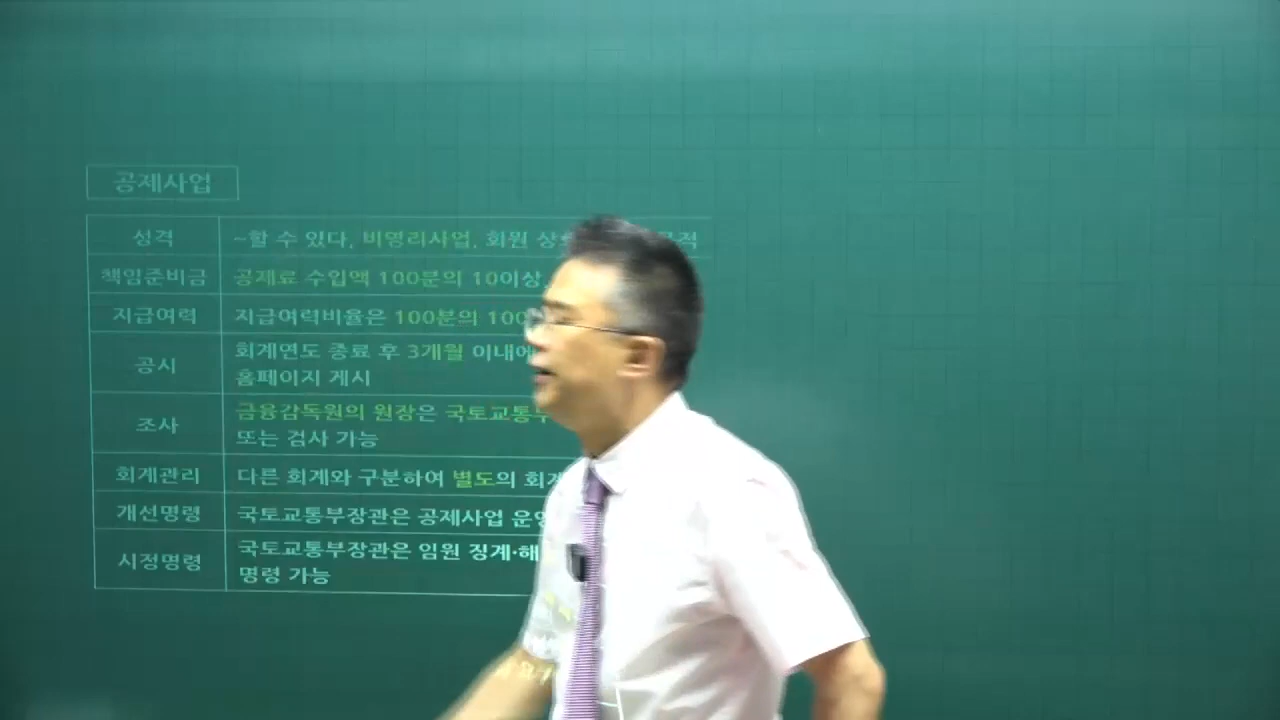 공제사업
성격 ~할 수 있다, 비영리사업, 회원 목적
책임준비금 공제료 수입액 100분의 10이상
지급여력 지급여력비율은 100분의 100
공시 회계연도 종료 후 3개월 이내에
홈페이지 게시
조사 금융감독원의 원장은 국토교통부
또는 검사 가능
회계관리 다른 회계와 구분하여 별도의 회계
개선명령 국토교통부장관은 공제사업 운영
시정명령 국토교통부장관은 임원 징계·해
명령 가능